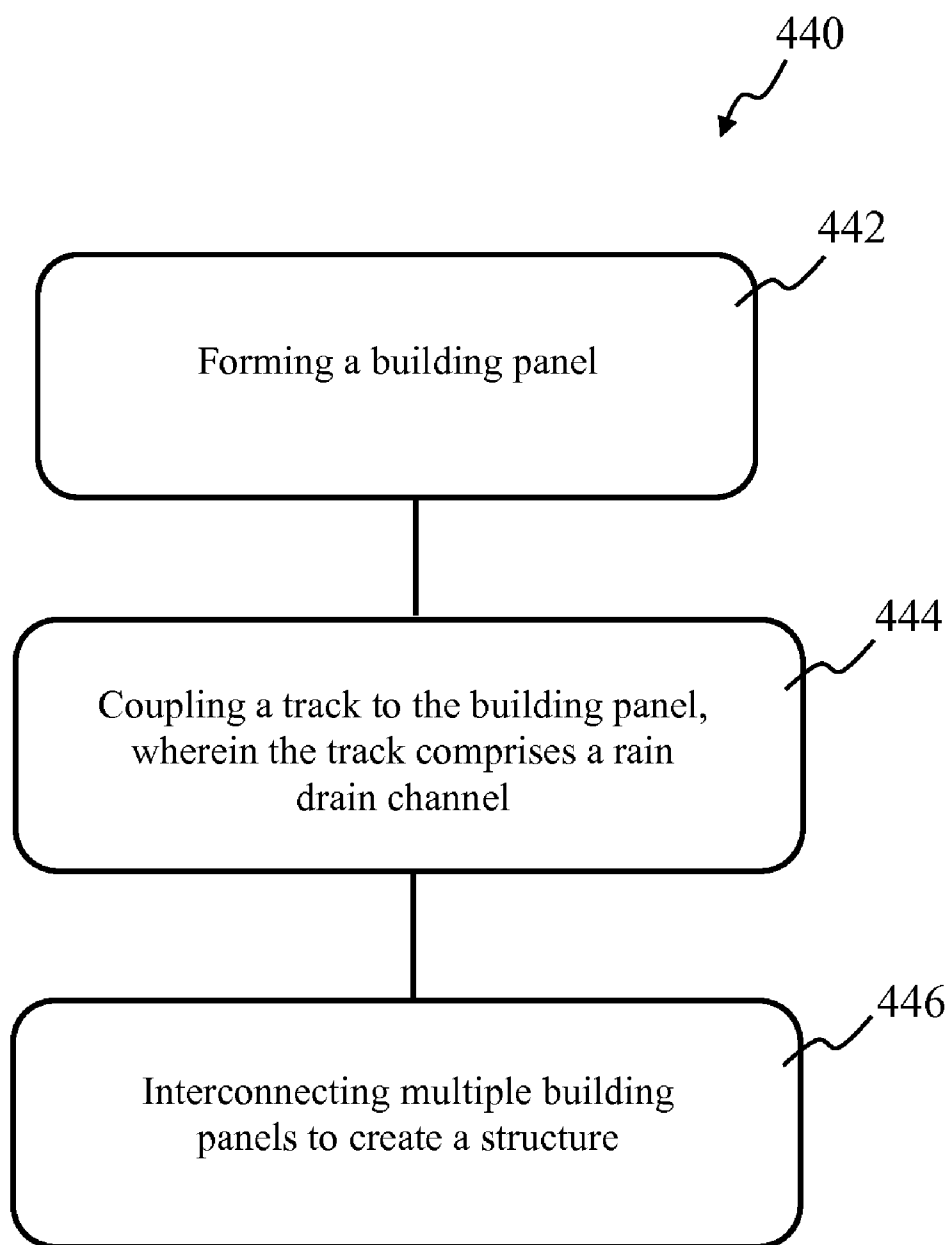 440
442
Forming a building panel
444
Coupling a track to the building panel,
wherein the track comprises a rain
drain channel
446
Interconnecting multiple building
panels to create a structure